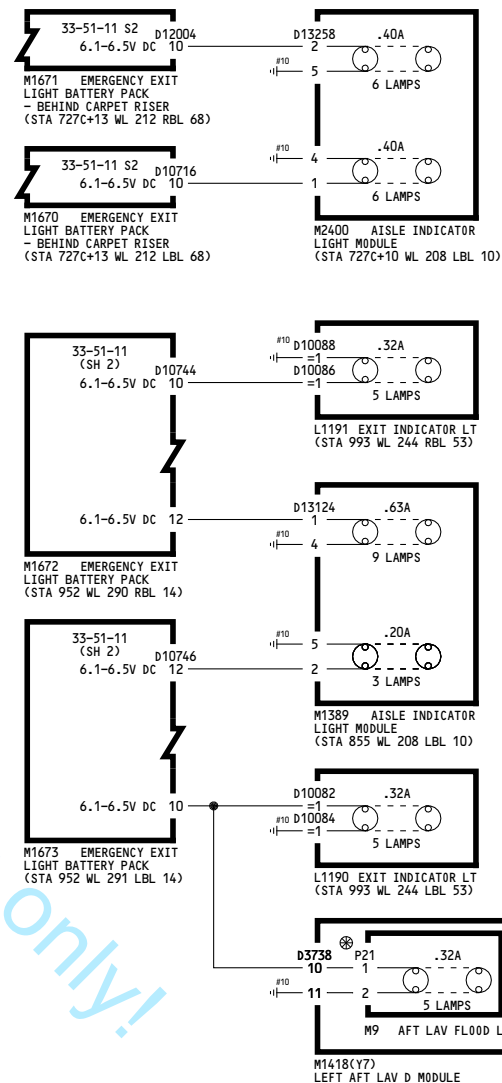 33-51-11 S2 D12004
6.1-6.5V DC 10
M1671 EMERGENCY EXIT
LIGHT BATTERY PACK
- BEHIND CARPET RISER
(STA 727C+13 WL 212 RBL 68)
33-51-11 S2 D10716
6.1-6.5V DC 10
M1670 EMERGENCY EXIT
LIGHT BATTERY PACK
- BEHIND CARPET RISER
(STA 727C+13 WL 212 LBL 68)
D13258 .40A
2
#10 5
6 LAMPS
#10 4 .40A
1
6 LAMPS
M2400 AISLE INDICATOR
LIGHT MODULE
(STA 727C+10 WL 208 LBL 10)
33-51-11
(SH 2) D10744
6.1-6.5V DC 10
6.1-6.5V DC 12
M1672 EMERGENCY EXIT
LIGHT BATTERY PACK
(STA 952 WL 290 RBL 14)
#10 D10088 .32A
=1
D10086
=1
5 LAMPS
L1191 EXIT INDICATOR LT
(STA 993 WL 244 RBL 53)
D13124 .63A
1
#10 4
9 LAMPS
#10 5 .20A
2
3 LAMPS
M1389 AISLE INDICATOR
LIGHT MODULE
(STA 855 WL 208 LBL 10)
33-51-11
(SH 2) D10746
6.1-6.5V DC 12
6.1-6.5V DC 10
M1673 EMERGENCY EXIT
LIGHT BATTERY PACK
(STA 952 WL 291 LBL 14)
D10082 .32A
=1
#10 D10084
=1
5 LAMPS
L1190 EXIT INDICATOR LT
(STA 993 WL 244 LBL 53)
D3738 P21 .32A
10 1
#10 11 2
5 LAMPS
M9 AFT LAV FLOOD L
M1418(Y7)
LEFT AFT LAV D MODULE
only!